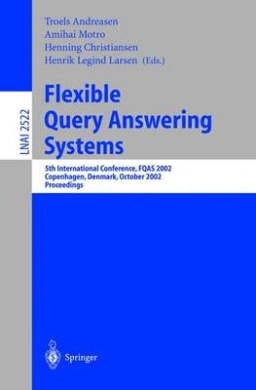 Troels Andreasen
Amihai Motro
Henning Christiansen
Henrik Legind Larsen (Eds.)
LNAI 2522
Flexible
Query Answering
Systems
5th International Conference, FQAS 2002
Copenhagen, Denmark, October 2002
Proceedings
Springer